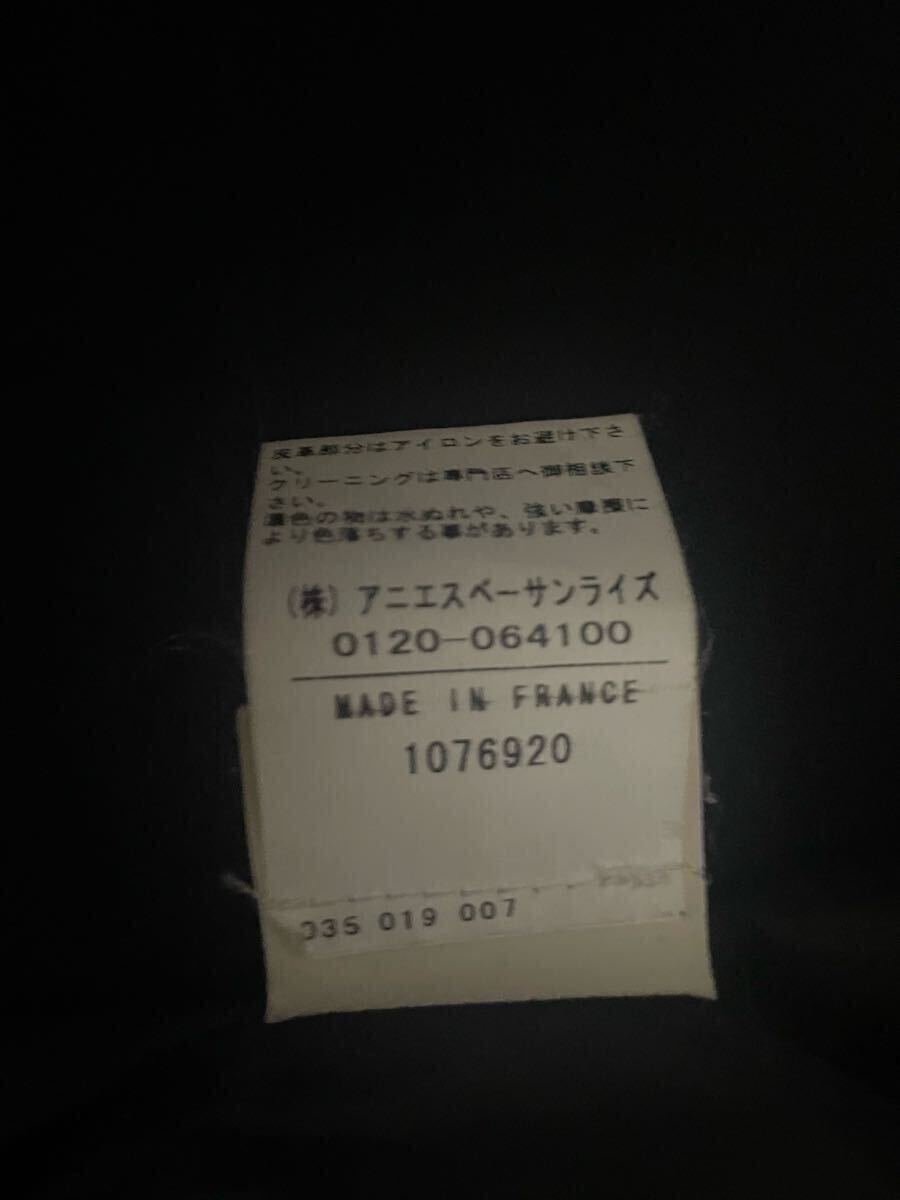 皮革部分はアイロンをお避け下さ
い。
クリーニングは専門店へ御相談下
さい。
濃色の物は水ぬれや、強い摩擦に
より色落ちする事があります。
(株) アニエスベーサンライズ
0120-064100
MADE IN FRANCE
1076920
035 019 007